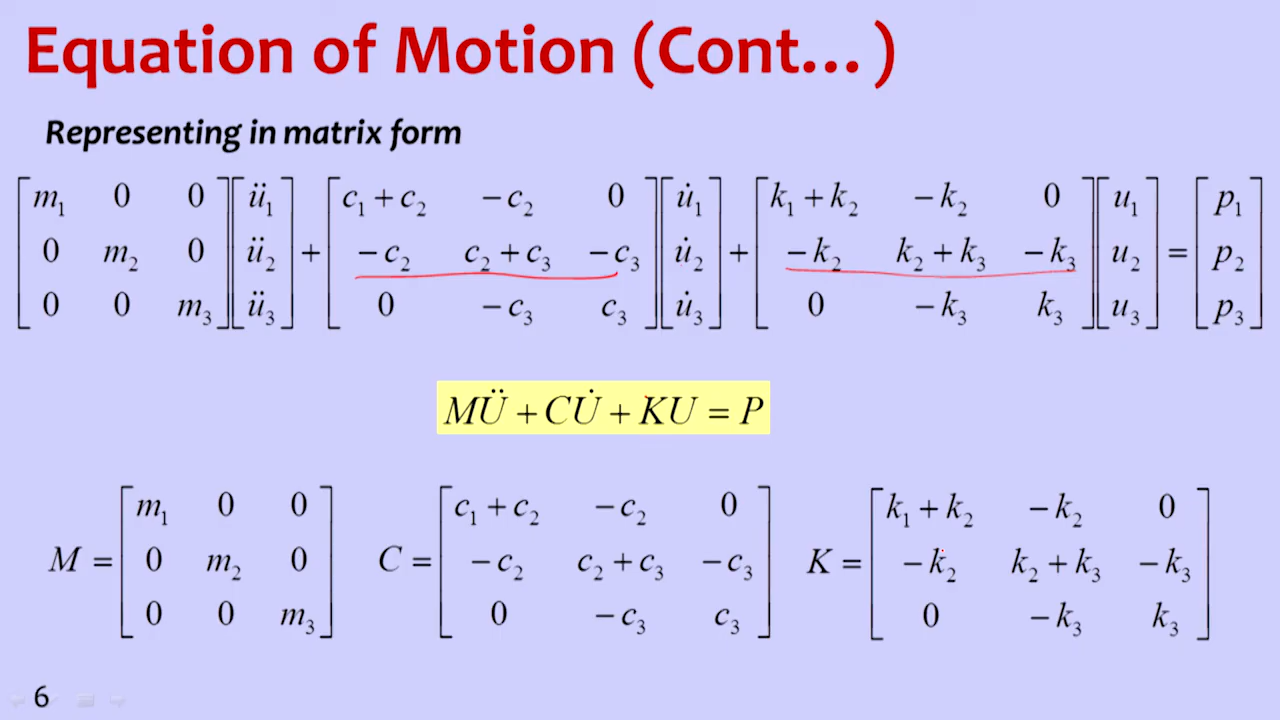 Equation of Motion (Cont…)
Representing in matrix form
[m₁ 0 0; 0 m₂ 0; 0 0 m₃] [ü₁; ü₂; ü₃] + [c₁ + c₂ − c₂ 0; − c₂ c₂ + c₃ − c₃; 0 − c₃ c₃] [u̇₁; u̇₂; u̇₃] + [k₁ + k₂ − k₂ 0; − k₂ k₂ + k₃ − k₃; 0 − k₃ k₃] [u₁; u₂; u₃] = [p₁; p₂; p₃]
MÜ + CU̇ + KU = P
M = [m₁ 0 0; 0 m₂ 0; 0 0 m₃] C = [c₁ + c₂ − c₂ 0; − c₂ c₂ + c₃ − c₃; 0 − c₃ c₃] K = [k₁ + k₂ − k₂ 0; − k₂ k₂ + k₃ − k₃; 0 − k₃ k₃]
6